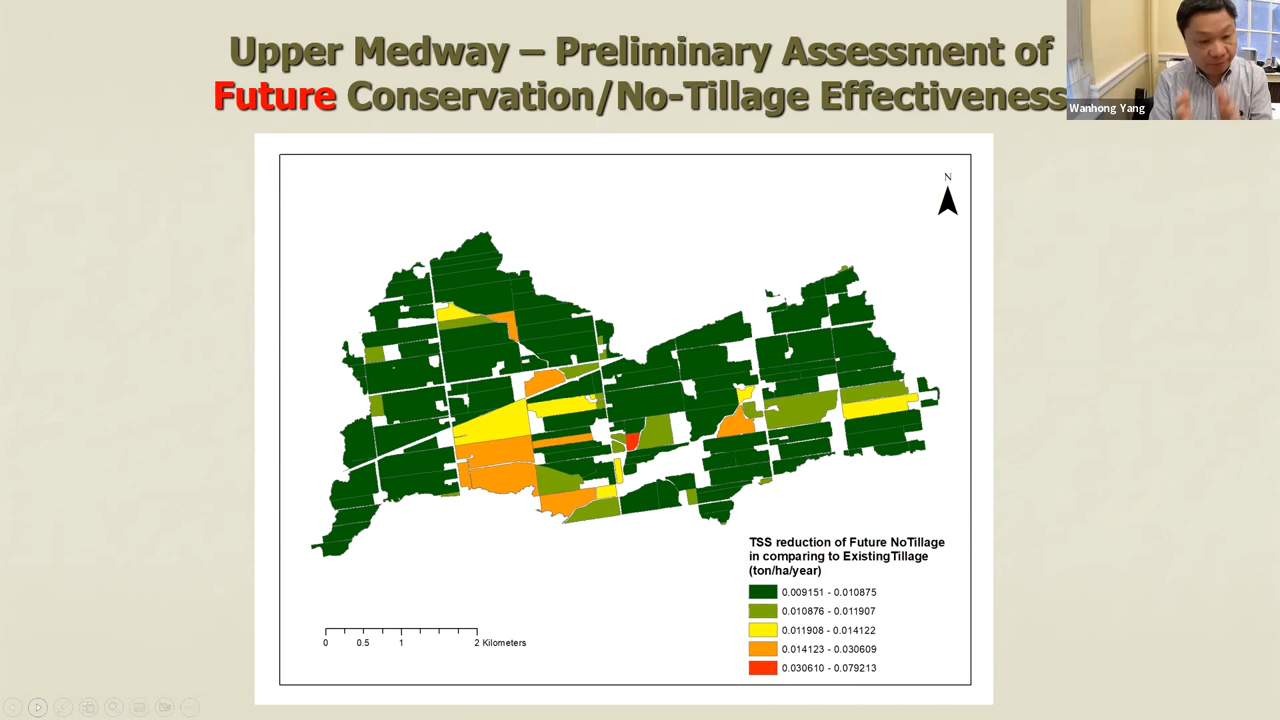 Upper Medway – Preliminary Assessment of
Future Conservation/No-Tillage Effectiveness
Wanhong Yang
N
TSS reduction of Future NoTillage
in comparing to ExistingTillage
(ton/ha/year)
0.009151 - 0.010875
0.010876 - 0.011907
0.011908 - 0.014122
0.014123 - 0.030609
0.030610 - 0.079213
0 0.5 1 2 Kilometers